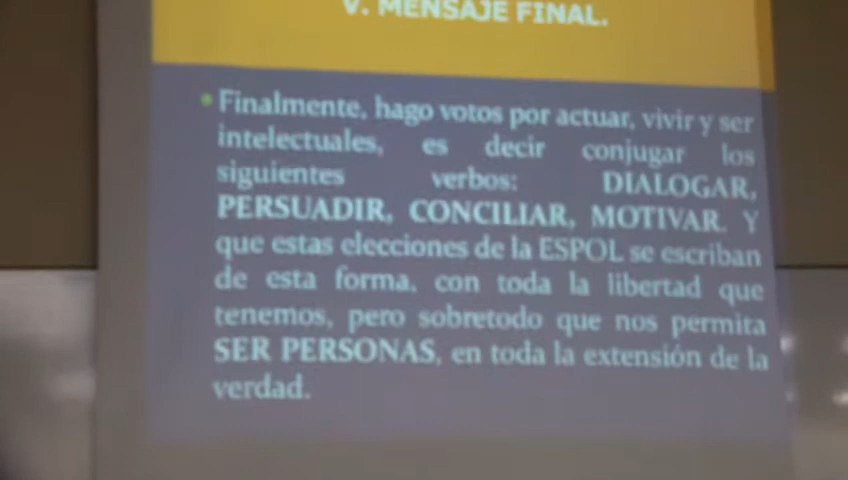 V. MENSAJE FINAL.
• Finalmente, hago votos por actuar, vivir y ser
intelectuales, es decir conjugar los
siguientes verbos: DIALOGAR,
PERSUADIR, CONCILIAR, MOTIVAR. Y
que estas elecciones de la ESPOL se escriban
de esta forma, con toda la libertad que
tenemos, pero sobretodo que nos permita
SER PERSONAS, en toda la extensión de la
verdad.